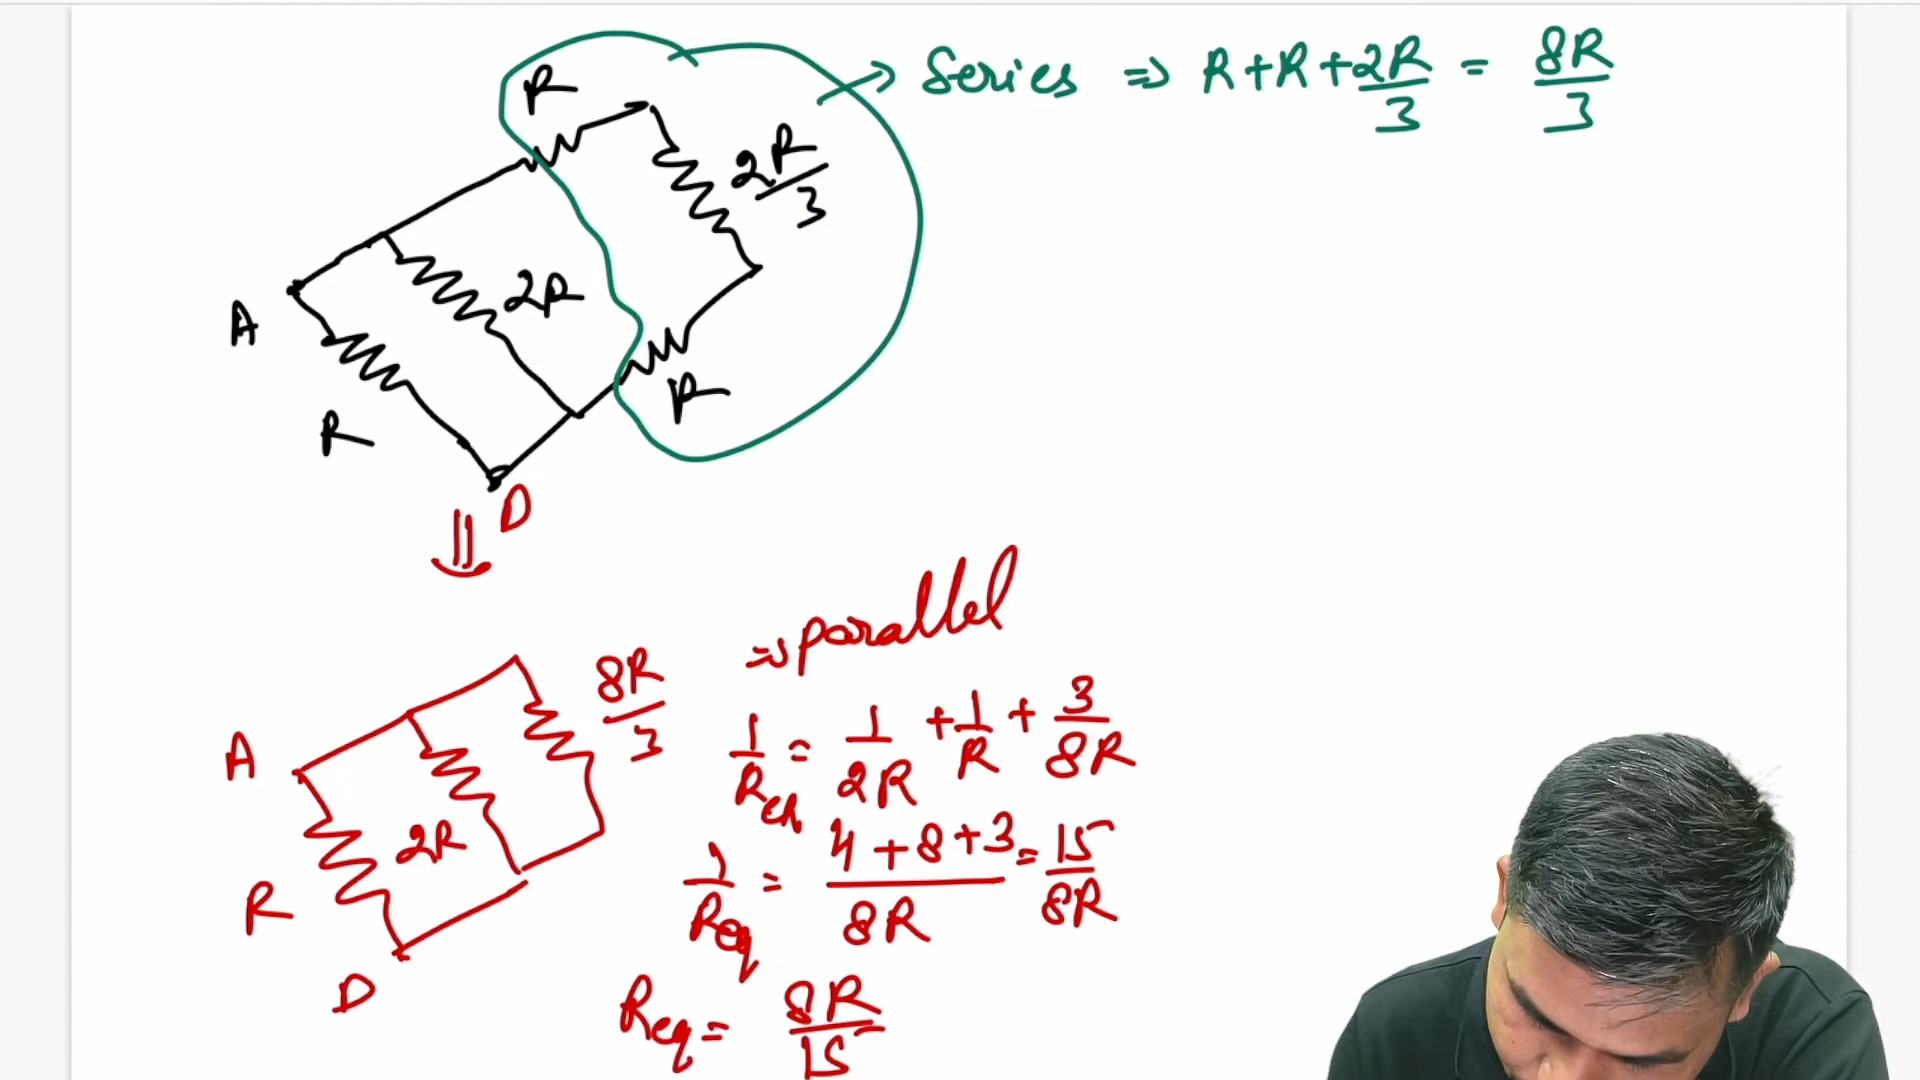 R
→ Series ⇒ R+R+2R/3 = 8R/3
2R/3
2R
A
R
R
D
⇒ parallel
8R/3
A
1/Req = 1/2R + 1/R + 3/8R
2R
1/Req = 4+8+3/8R = 15/8R
R
D
Req = 8R/15